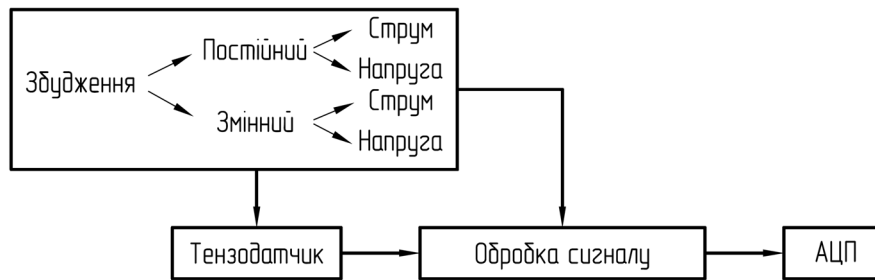 Збудження
Постійний
Струм
Напруга
Змінний
Струм
Напруга
Тензодатчик
Обробка сигналу
АЦП